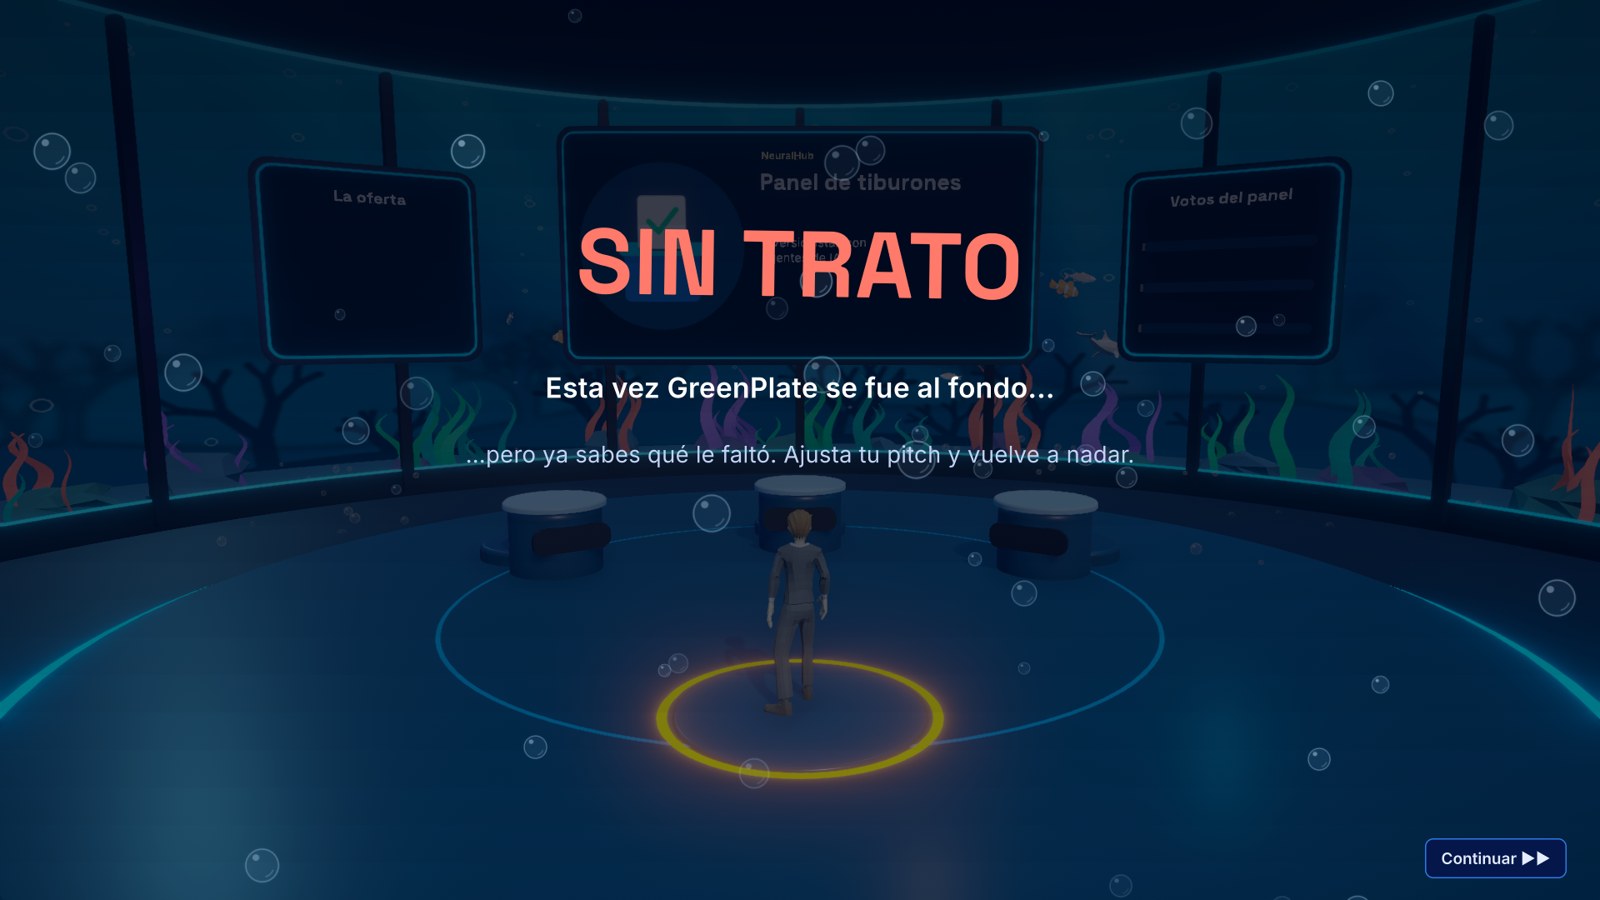 NeuralHub
Panel de tiburones
La oferta
Votos del panel
SIN TRATO
Esta vez GreenPlate se fue al fondo...
...pero ya sabes qué le faltó. Ajusta tu pitch y vuelve a nadar.
Continuar ▶▶